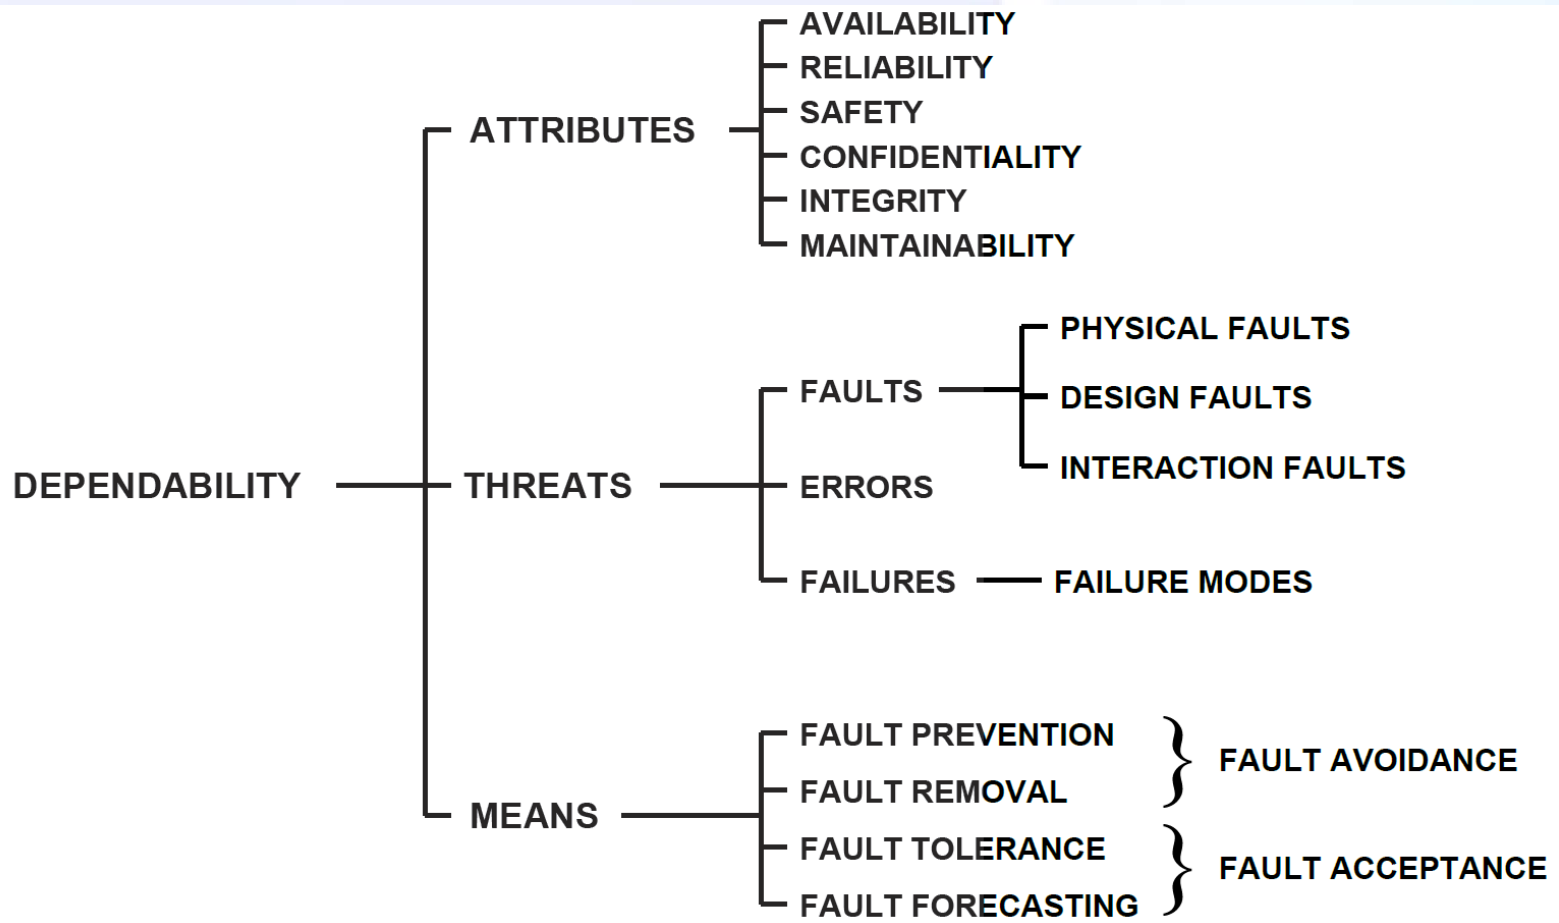 DEPENDABILITY
ATTRIBUTES
AVAILABILITY
RELIABILITY
SAFETY
CONFIDENTIALITY
INTEGRITY
MAINTAINABILITY
THREATS
FAULTS
PHYSICAL FAULTS
DESIGN FAULTS
INTERACTION FAULTS
ERRORS
FAILURES
FAILURE MODES
MEANS
FAULT PREVENTION
FAULT REMOVAL
FAULT AVOIDANCE
FAULT TOLERANCE
FAULT FORECASTING
FAULT ACCEPTANCE